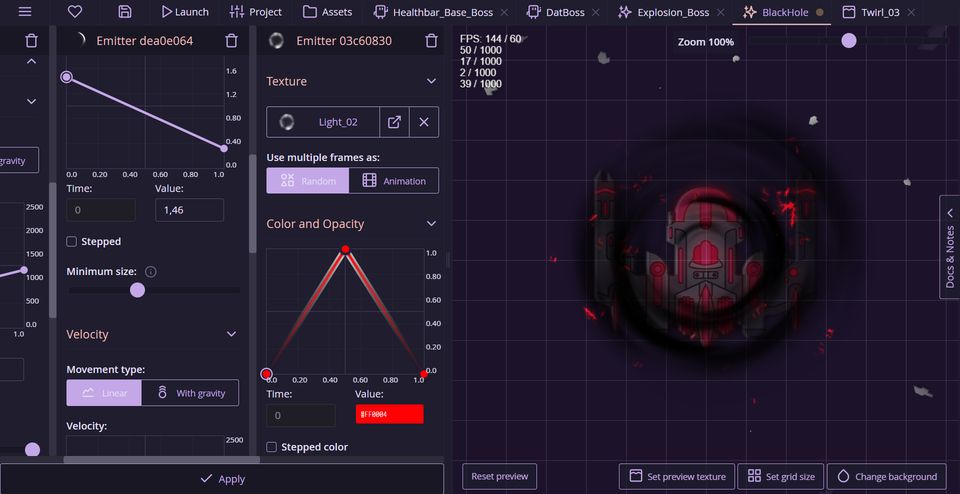 Launch
Project
Assets
Healthbar_Base_Boss
DatBoss
Explosion_Boss
BlackHole
Twirl_03
gravity
2500
2000
1500
1000
500
0.0
1.0
Emitter dea0e064
1.6
1.2
0.80
0.40
0.0
0.0 0.20 0.40 0.60 0.80 1.0
Time:
Value:
0
1,46
Stepped
Minimum size:
Velocity
Movement type:
Linear
With gravity
Velocity:
2500
Emitter 03c60830
Texture
Light_02
Use multiple frames as:
Random
Animation
Color and Opacity
1.0
0.80
0.60
0.40
0.20
0.0
0.0 0.20 0.40 0.60 0.80 1.0
Time:
Value:
0
#FF0004
Stepped color
Apply
FPS: 144 / 60
50 / 1000
17 / 1000
2 / 1000
39 / 1000
Zoom 100%
Docs & Notes
Reset preview
Set preview texture
Set grid size
Change background